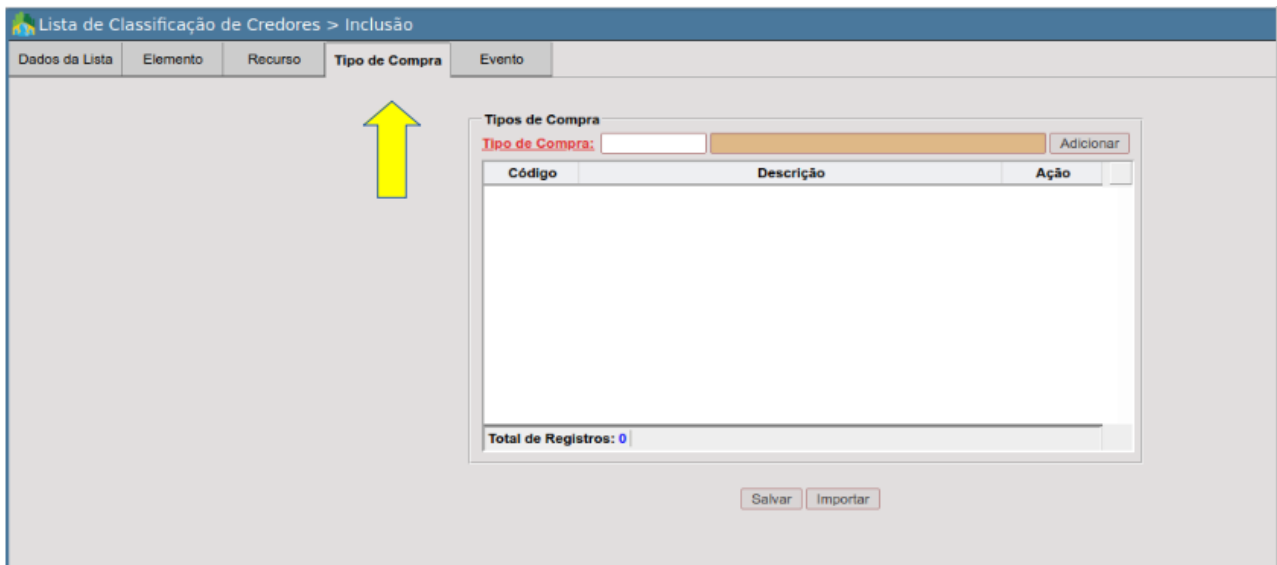 Lista de Classificação de Credores > Inclusão
Dados da Lista Elemento Recurso Tipo de Compra Evento
Tipos de Compra
Tipo de Compra: Adicionar
Código Descrição Ação
Total de Registros: 0
Salvar Importar